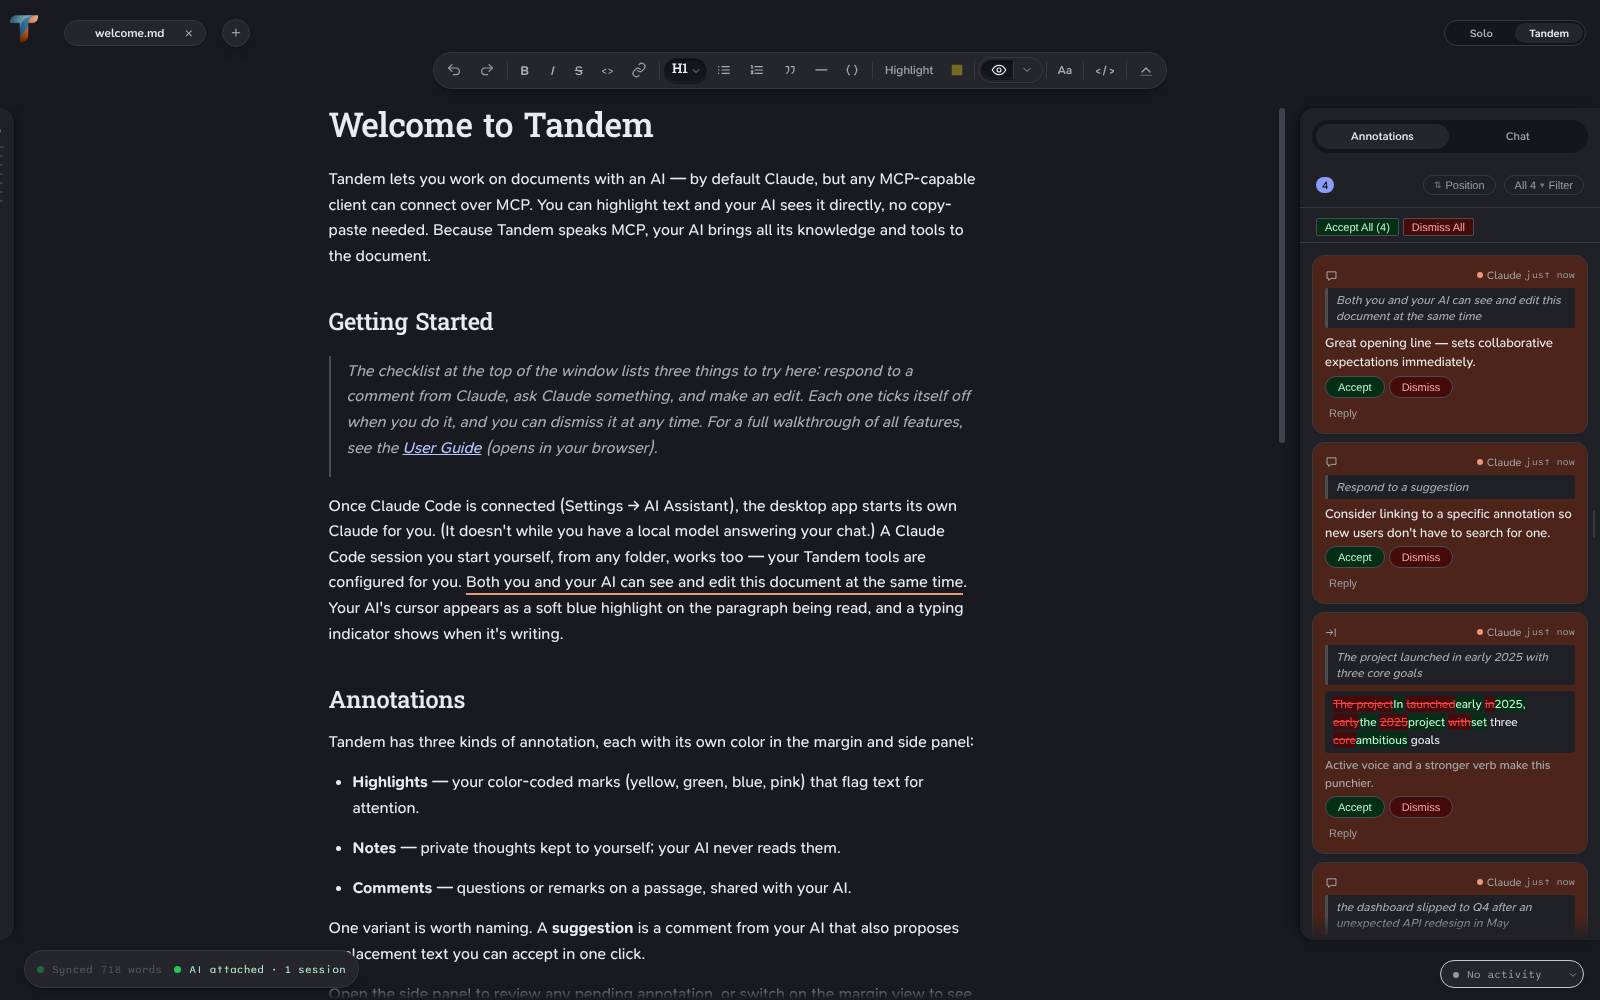 welcome.md ×
+
Solo Tandem
B I S <> H1 Highlight Aa </>
Welcome to Tandem
Tandem lets you work on documents with an AI — by default Claude, but any MCP-capable
client can connect over MCP. You can highlight text and your AI sees it directly, no copy-
paste needed. Because Tandem speaks MCP, your AI brings all its knowledge and tools to
the document.
Getting Started
The checklist at the top of the window lists three things to try here: respond to a
comment from Claude, ask Claude something, and make an edit. Each one ticks itself off
when you do it, and you can dismiss it at any time. For a full walkthrough of all features,
see the User Guide (opens in your browser).
Once Claude Code is connected (Settings → AI Assistant), the desktop app starts its own
Claude for you. (It doesn't while you have a local model answering your chat.) A Claude
Code session you start yourself, from any folder, works too — your Tandem tools are
configured for you. Both you and your AI can see and edit this document at the same time.
Your AI's cursor appears as a soft blue highlight on the paragraph being read, and a typing
indicator shows when it's writing.
Annotations
Tandem has three kinds of annotation, each with its own color in the margin and side panel:
• Highlights — your color-coded marks (yellow, green, blue, pink) that flag text for
attention.
• Notes — private thoughts kept to yourself; your AI never reads them.
• Comments — questions or remarks on a passage, shared with your AI.
One variant is worth naming. A suggestion is a comment from your AI that also proposes
placement text you can accept in one click.
Open the side panel to review any pending annotation, or switch on the margin view to see
Synced 718 words AI attached · 1 session
Annotations Chat
4 Position All 4 Filter
Accept All (4) Dismiss All
Claude just now
Both you and your AI can see and edit this
document at the same time
Great opening line — sets collaborative
expectations immediately.
Accept Dismiss
Reply
Claude just now
Respond to a suggestion
Consider linking to a specific annotation so
new users don't have to search for one.
Accept Dismiss
Reply
Claude just now
The project launched in early 2025 with
three core goals
The projectIn launchedearly in2025,
earlythe 2025project withset three
coreambitious goals
Active voice and a stronger verb make this
punchier.
Accept Dismiss
Reply
Claude just now
the dashboard slipped to Q4 after an
unexpected API redesign in May
No activity